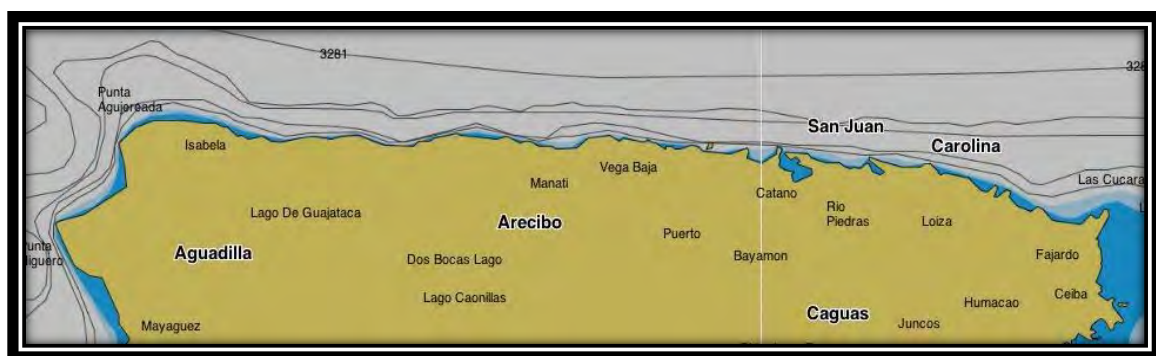 3281
Punta
Agujereada
San Juan
Carolina
Isabela
Vega Baja
Manati
Las Cucara
Catano
Rio
Piedras
Lago De Guajataca
Arecibo
Loiza
Puerto
Aguadilla
Dos Bocas Lago
Bayamon
Fajardo
Lago Caonillas
Humacao
Ceiba
Caguas
Juncos
Mayaguez